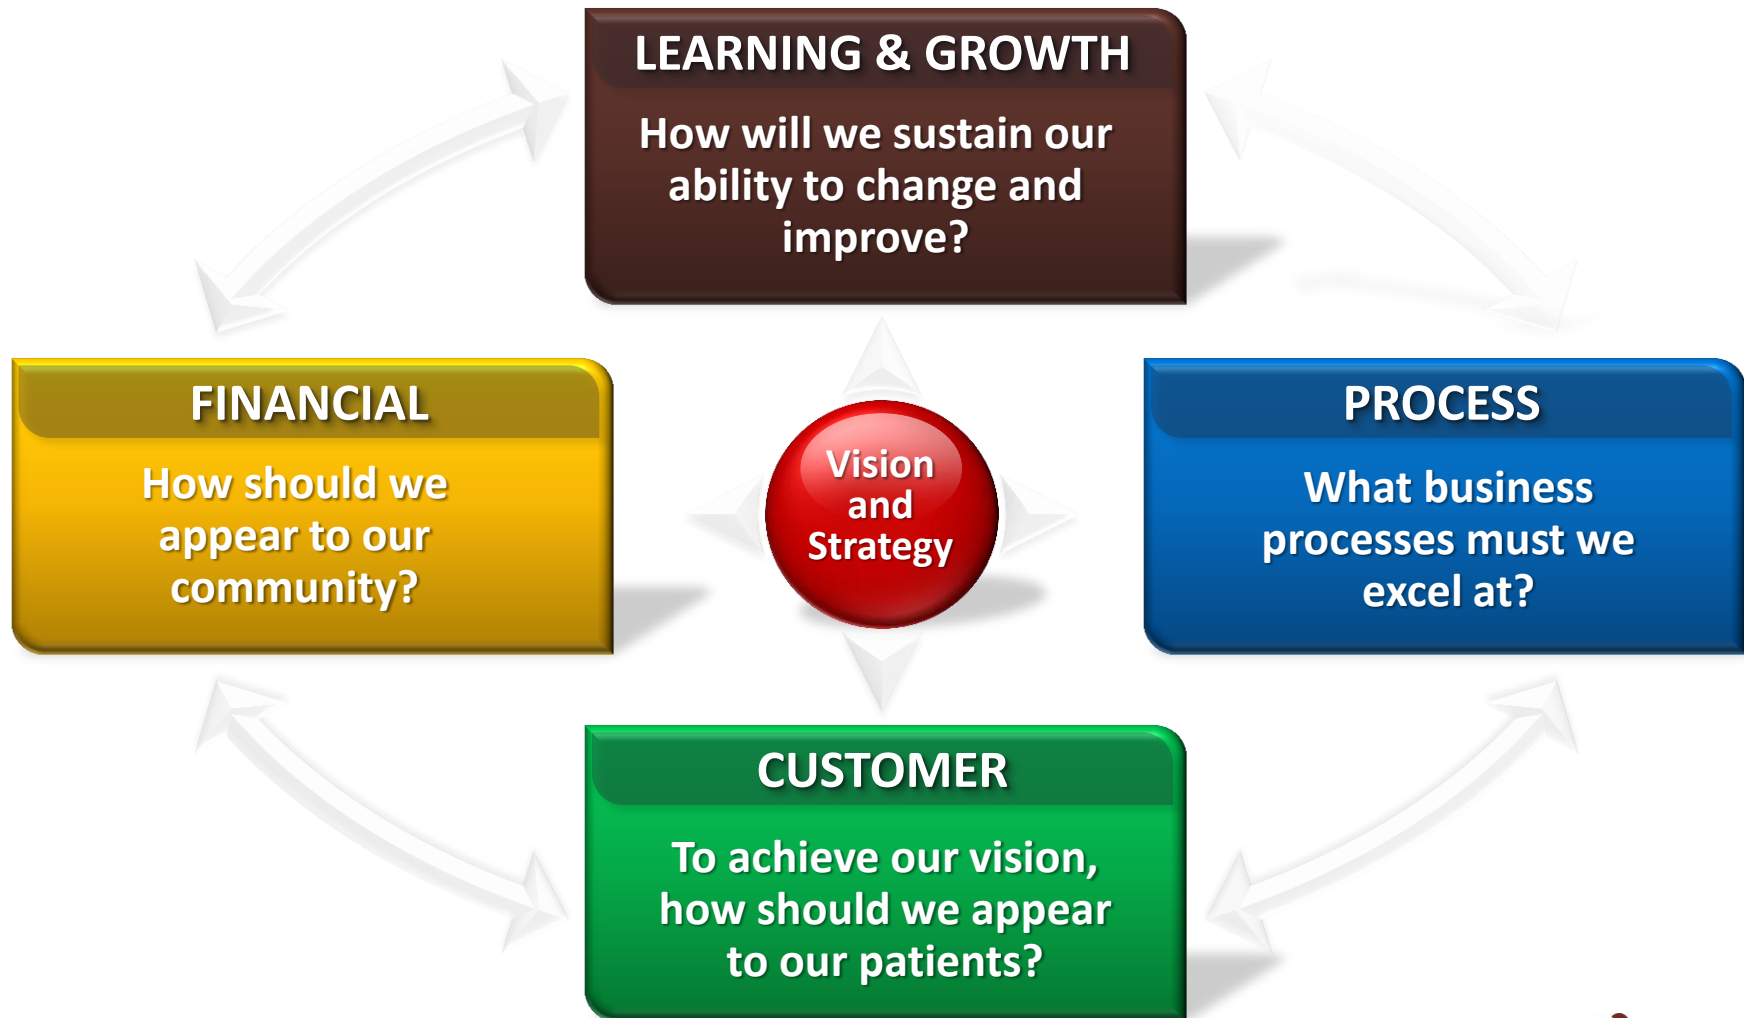 LEARNING & GROWTH
How will we sustain our
ability to change and
improve?
FINANCIAL
How should we
appear to our
community?
Vision
and
Strategy
PROCESS
What business
processes must we
excel at?
CUSTOMER
To achieve our vision,
how should we appear
to our patients?